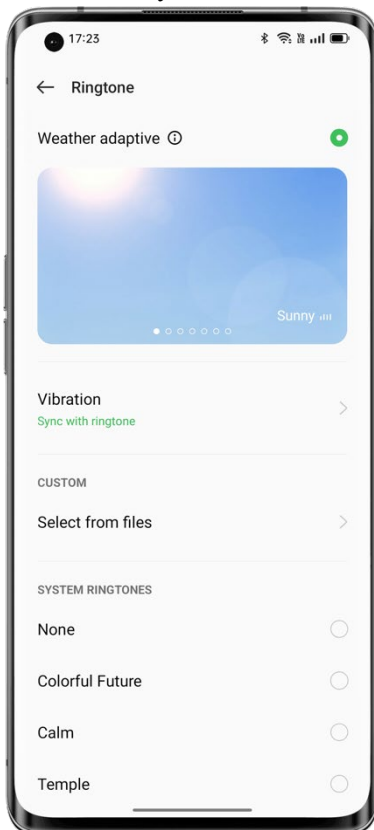 17:23
Ringtone
Weather adaptive
Sunny
Vibration
Sync with ringtone
CUSTOM
Select from files
SYSTEM RINGTONES
None
Colorful Future
Calm
Temple